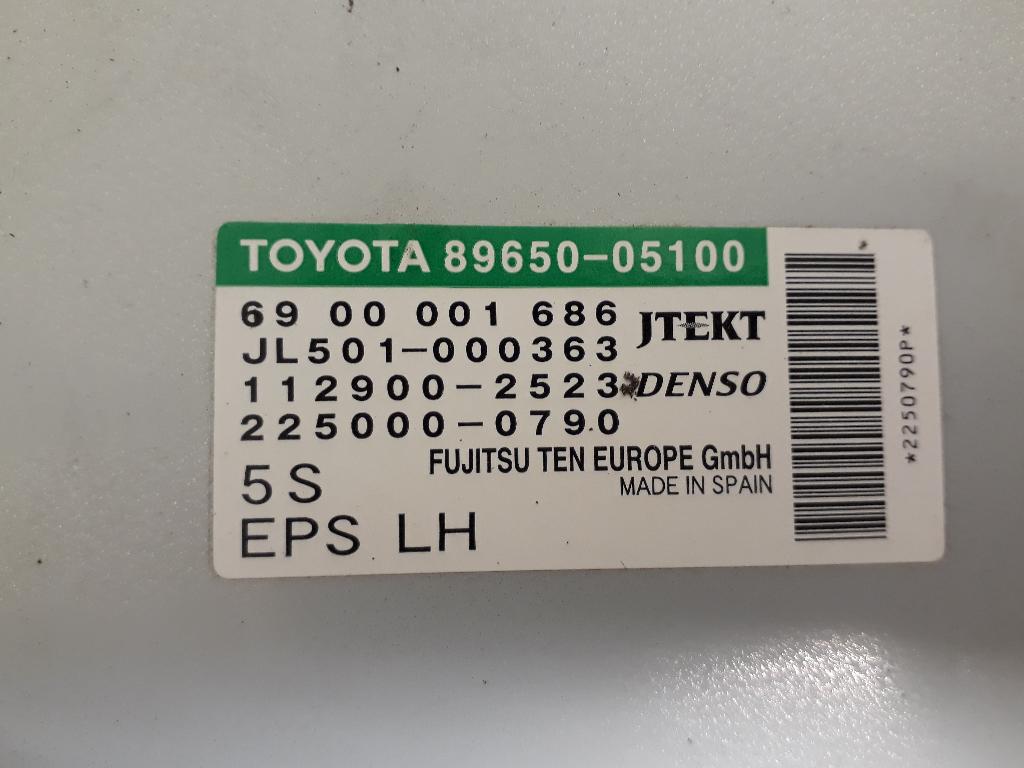 TOYOTA 89650-05100
69 00 001 686
JTEKT
JL501-000363
112900-2523
DENSO
225000-0790
FUJITSU TEN EUROPE GmbH
MADE IN SPAIN
5S
EPS LH
*2250790P*